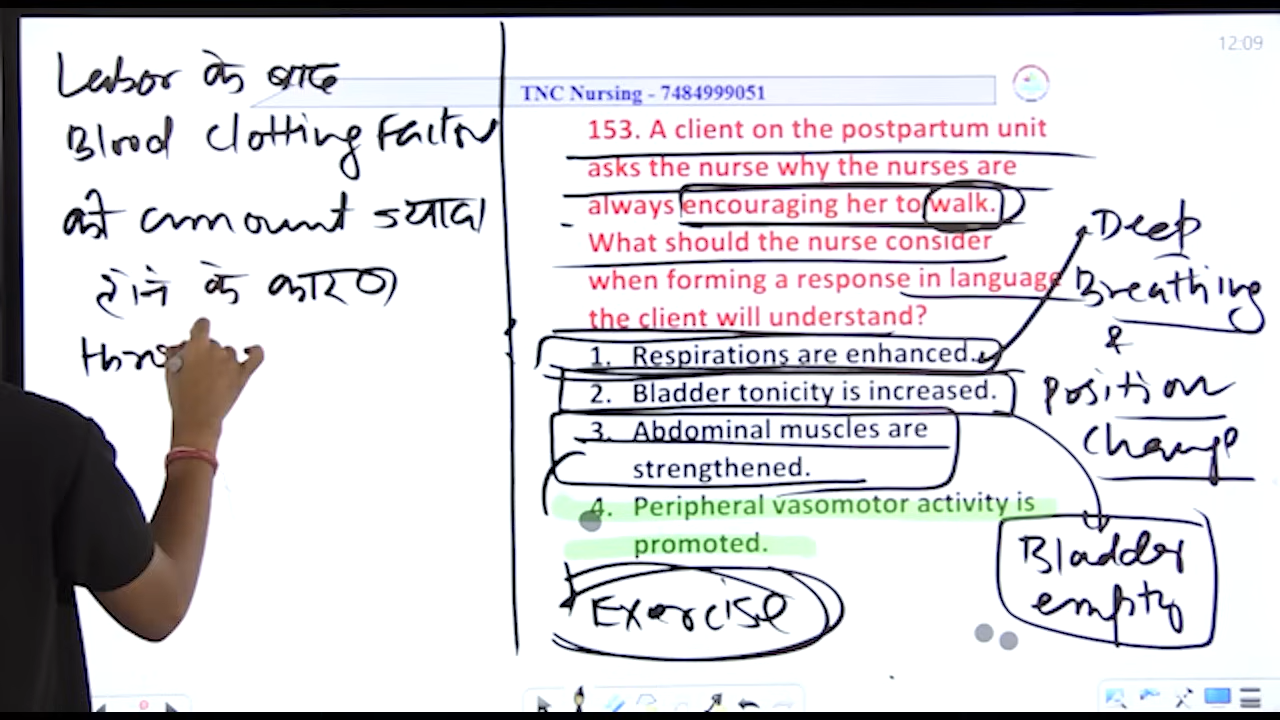 Labor के बाद
Blood Clotting Factor
की amount ज्यादा
होने के कारण
12:09
TNC Nursing - 7484999051
153. A client on the postpartum unit
asks the nurse why the nurses are
always encouraging her to walk.
What should the nurse consider
when forming a response in language
the client will understand?
1. Respirations are enhanced.
2. Bladder tonicity is increased.
3. Abdominal muscles are
strengthened.
4. Peripheral vasomotor activity is
promoted.
Exercise
Deep
Breathing
&
Position
Change
Bladder
empty